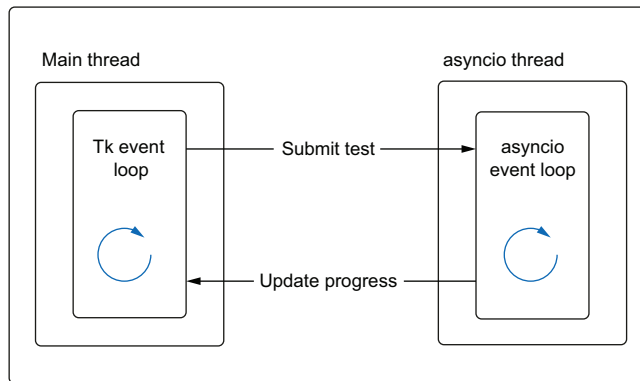 Main thread
asyncio thread
Tk event
loop
Submit test
asyncio
event loop
Update progress